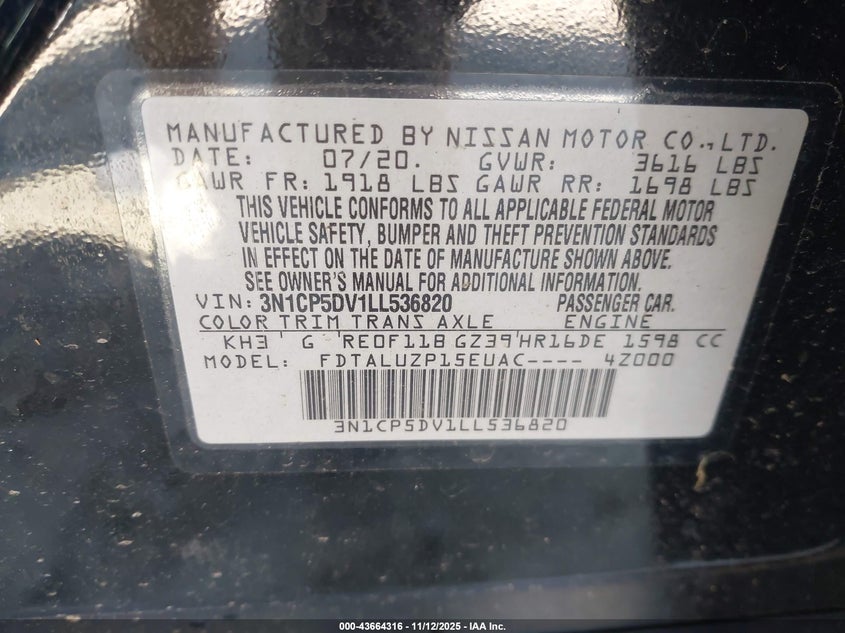 MANUFACTURED BY NISSAN MOTOR CO., LTD.
DATE: 07/20. GVWR: 3616 LBS
GAWR FR: 1918 LBS GAWR RR: 1698 LBS
THIS VEHICLE CONFORMS TO ALL APPLICABLE FEDERAL MOTOR
VEHICLE SAFETY, BUMPER AND THEFT PREVENTION STANDARDS
IN EFFECT ON THE DATE OF MANUFACTURE SHOWN ABOVE.
SEE OWNER'S MANUAL FOR ADDITIONAL INFORMATION.
VIN: 3N1CP5DV1LL536820 PASSENGER CAR.
COLOR TRIM TRANS AXLE ENGINE
KH3 G RE0F11B GZ39 HR16DE 1598 CC
MODEL: FDTALUZP15EUAC---- 4Z000
3N1CP5DV1LL536820
000-43664316 - 11/12/2025 - IAA Inc.